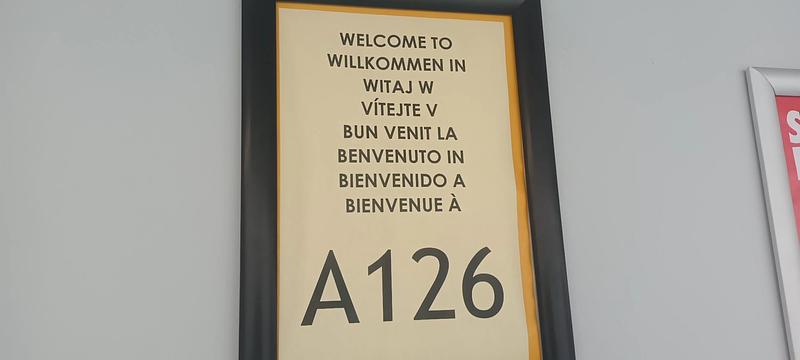 WELCOME TO
WILLKOMMEN IN
WITAJ W
VÍTEJTE V
BUN VENIT LA
BENVENUTO IN
BIENVENIDO A
BIENVENUE À
A126